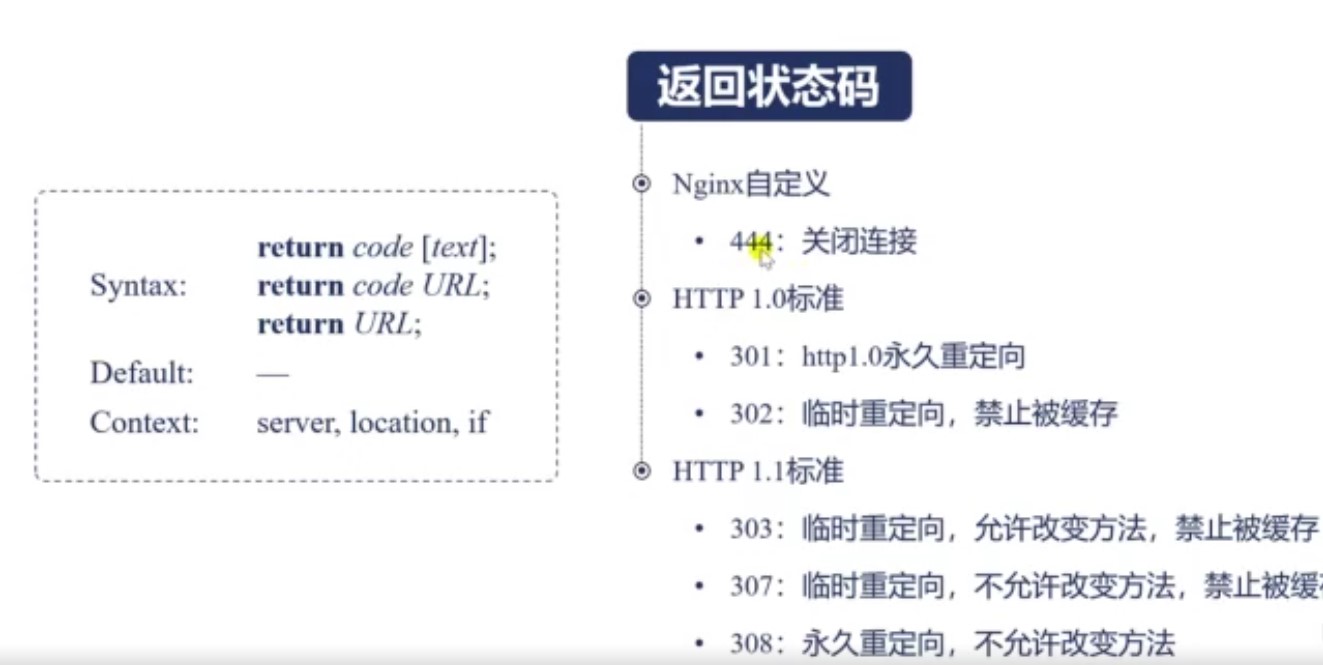 返回状态码
Nginx自定义
444：关闭连接
HTTP 1.0标准
301：http1.0永久重定向
302：临时重定向，禁止被缓存
HTTP 1.1标准
303：临时重定向，允许改变方法，禁止被缓存
307：临时重定向，不允许改变方法，禁止被缓
308：永久重定向，不允许改变方法
Syntax:
return code [text];
return code URL;
return URL;
Default: —
Context: server, location, if